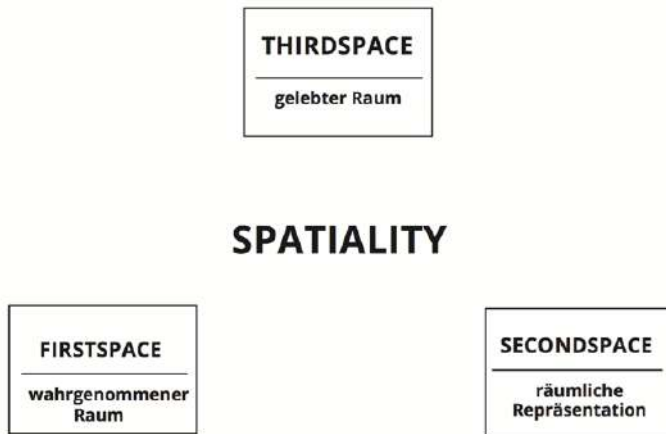 THIRDSPACE
gelebter Raum
SPATIALITY
FIRSTSPACE
wahrgenommener
Raum
SECONDSPACE
räumliche
Repräsentation